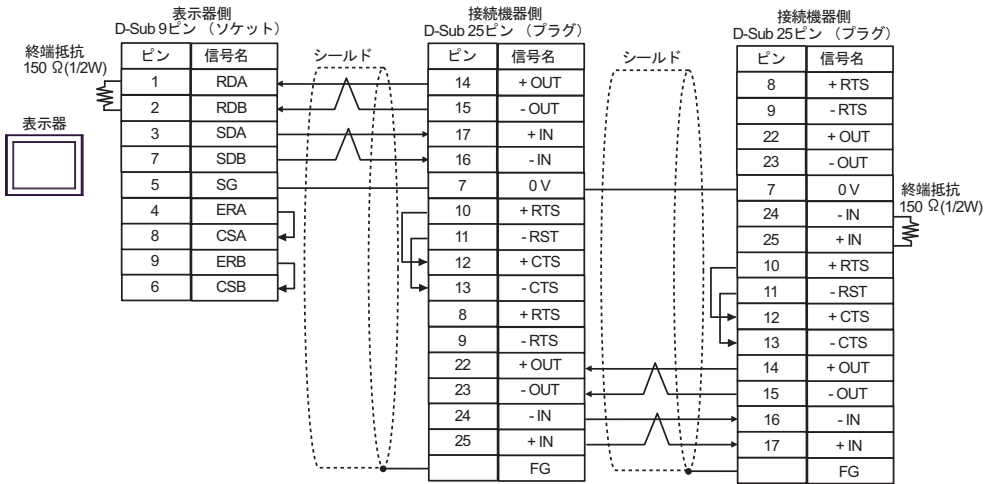 表示器
終端抵抗
150 Ω(1/2W)
表示器側
D-Sub 9ピン （ソケット）
ピン 信号名
1 RDA
2 RDB
3 SDA
7 SDB
5 SG
4 ERA
8 CSA
9 ERB
6 CSB
シールド
接続機器側
D-Sub 25ピン （プラグ）
ピン 信号名
14 + OUT
15 - OUT
17 + IN
16 - IN
7 0 V
10 + RTS
11 - RST
12 + CTS
13 - CTS
8 + RTS
9 - RTS
22 + OUT
23 - OUT
24 - IN
25 + IN
FG
シールド
接続機器側
D-Sub 25ピン （プラグ）
ピン 信号名
8 + RTS
9 - RTS
22 + OUT
23 - OUT
7 0 V
24 - IN
25 + IN
10 + RTS
11 - RST
12 + CTS
13 - CTS
14 + OUT
15 - OUT
16 - IN
17 + IN
FG
終端抵抗
150 Ω(1/2W)